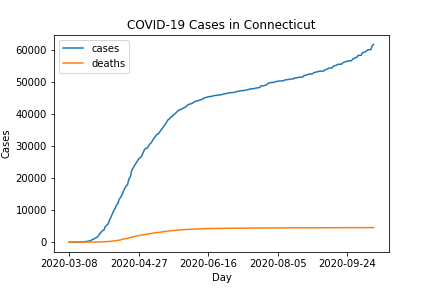 COVID-19 Cases in Connecticut
cases
deaths
60000
50000
40000
30000
20000
10000
0
Cases
2020-03-08 2020-04-27 2020-06-16 2020-08-05 2020-09-24
Day